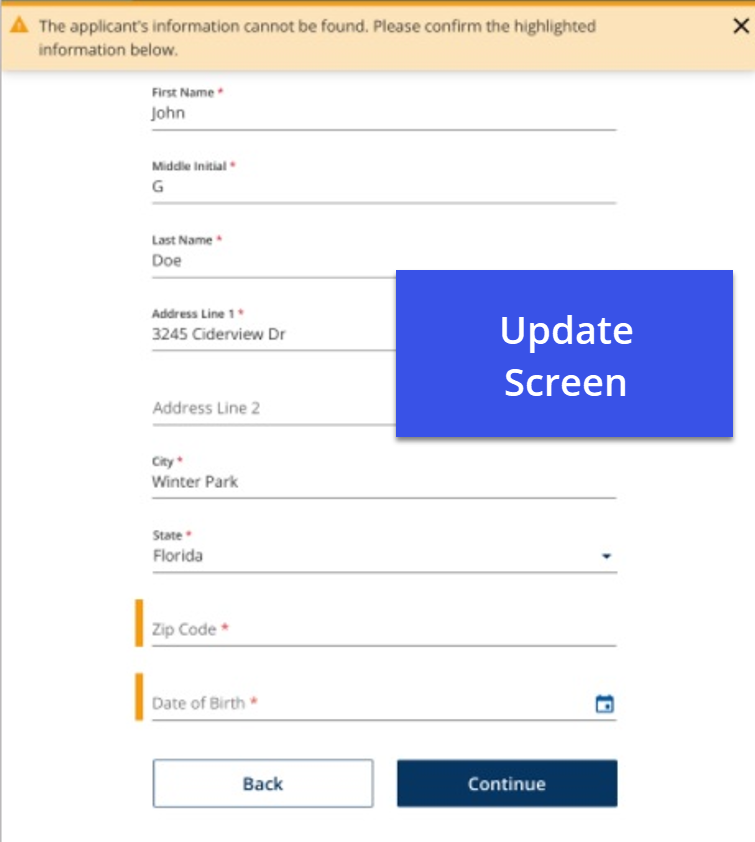 The applicant's information cannot be found. Please confirm the highlighted
information below.
First Name *
John
Middle Initial *
G
Last Name *
Doe
Address Line 1 *
3245 Ciderview Dr
Update
Screen
Address Line 2
City *
Winter Park
State *
Florida
Zip Code *
Date of Birth *
Back
Continue